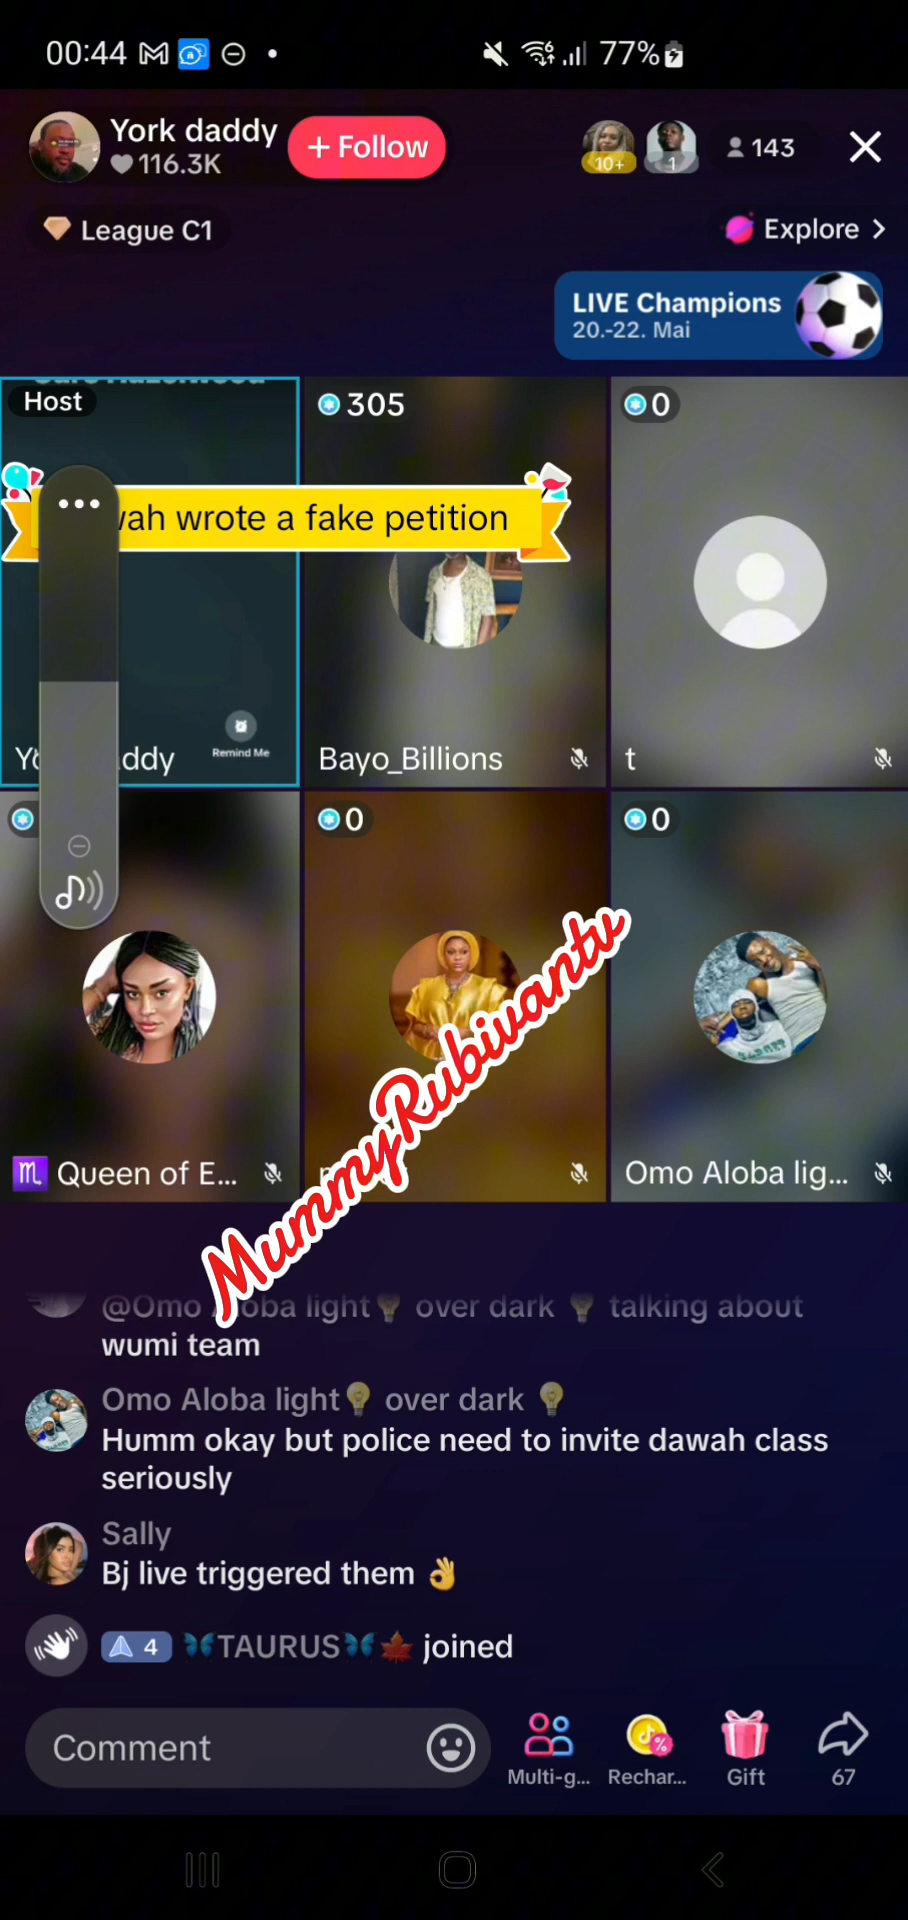 00:44
77%
York daddy
116.3K
+ Follow
10+
1
143
League C1
Explore >
LIVE Champions
20.-22. Mai
Host
305
0
wrote a fake petition
ddy
Remind Me
Bayo_Billions
t
0
0
Queen of E...
Omo Aloba lig...
MummyRubivantv
@Omo Aloba light💡 over dark 💡 talking about
wumi team
Omo Aloba light💡 over dark 💡
Humm okay but police need to invite dawah class
seriously
Sally
Bj live triggered them 👌
4 🦋TAURUS🦋🍁 joined
Comment
Multi-g...
Rechar...
Gift
67